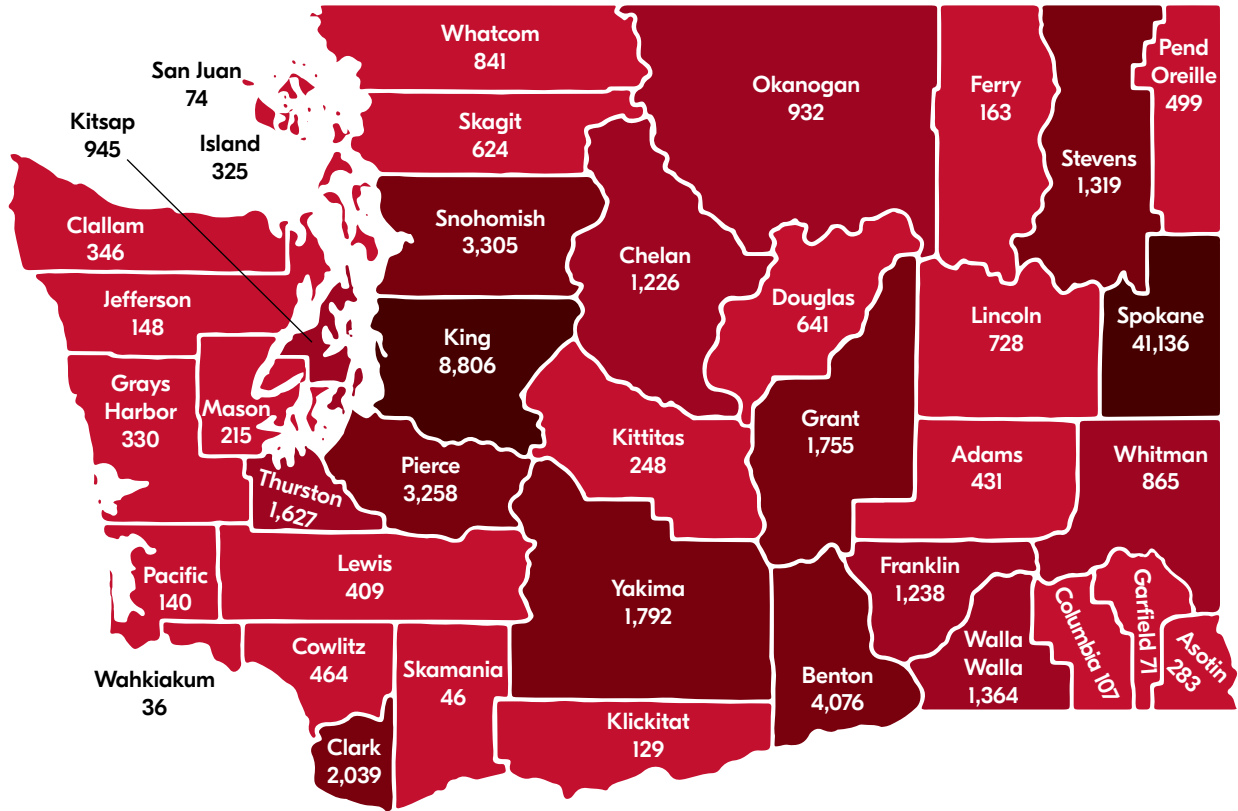 Whatcom
841
San Juan
74
Kitsap
945
Island
325
Skagit
624
Okanogan
932
Ferry
163
Pend
Oreille
499
Stevens
1,319
Clallam
346
Snohomish
3,305
Chelan
1,226
Jefferson
148
Douglas
641
Lincoln
728
Spokane
41,136
King
8,806
Grays
Harbor
330
Mason
215
Kittitas
248
Grant
1,755
Adams
431
Whitman
865
Thurston
1,627
Pierce
3,258
Pacific
140
Lewis
409
Yakima
1,792
Franklin
1,238
Columbia 107
Garfield 71
Asotin
283
Wahkiakum
36
Cowlitz
464
Skamania
46
Benton
4,076
Walla
Walla
1,364
Klickitat
129
Clark
2,039